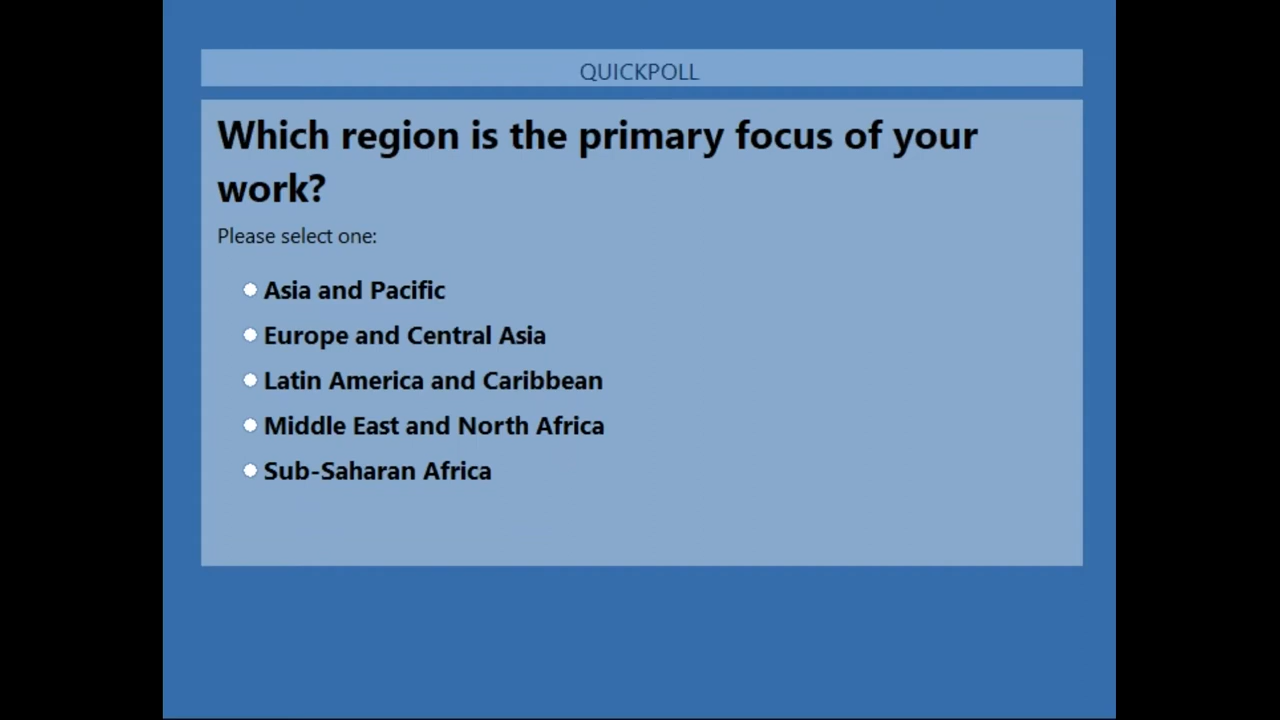 QUICKPOLL
Which region is the primary focus of your
work?
Please select one:
Asia and Pacific
Europe and Central Asia
Latin America and Caribbean
Middle East and North Africa
Sub-Saharan Africa